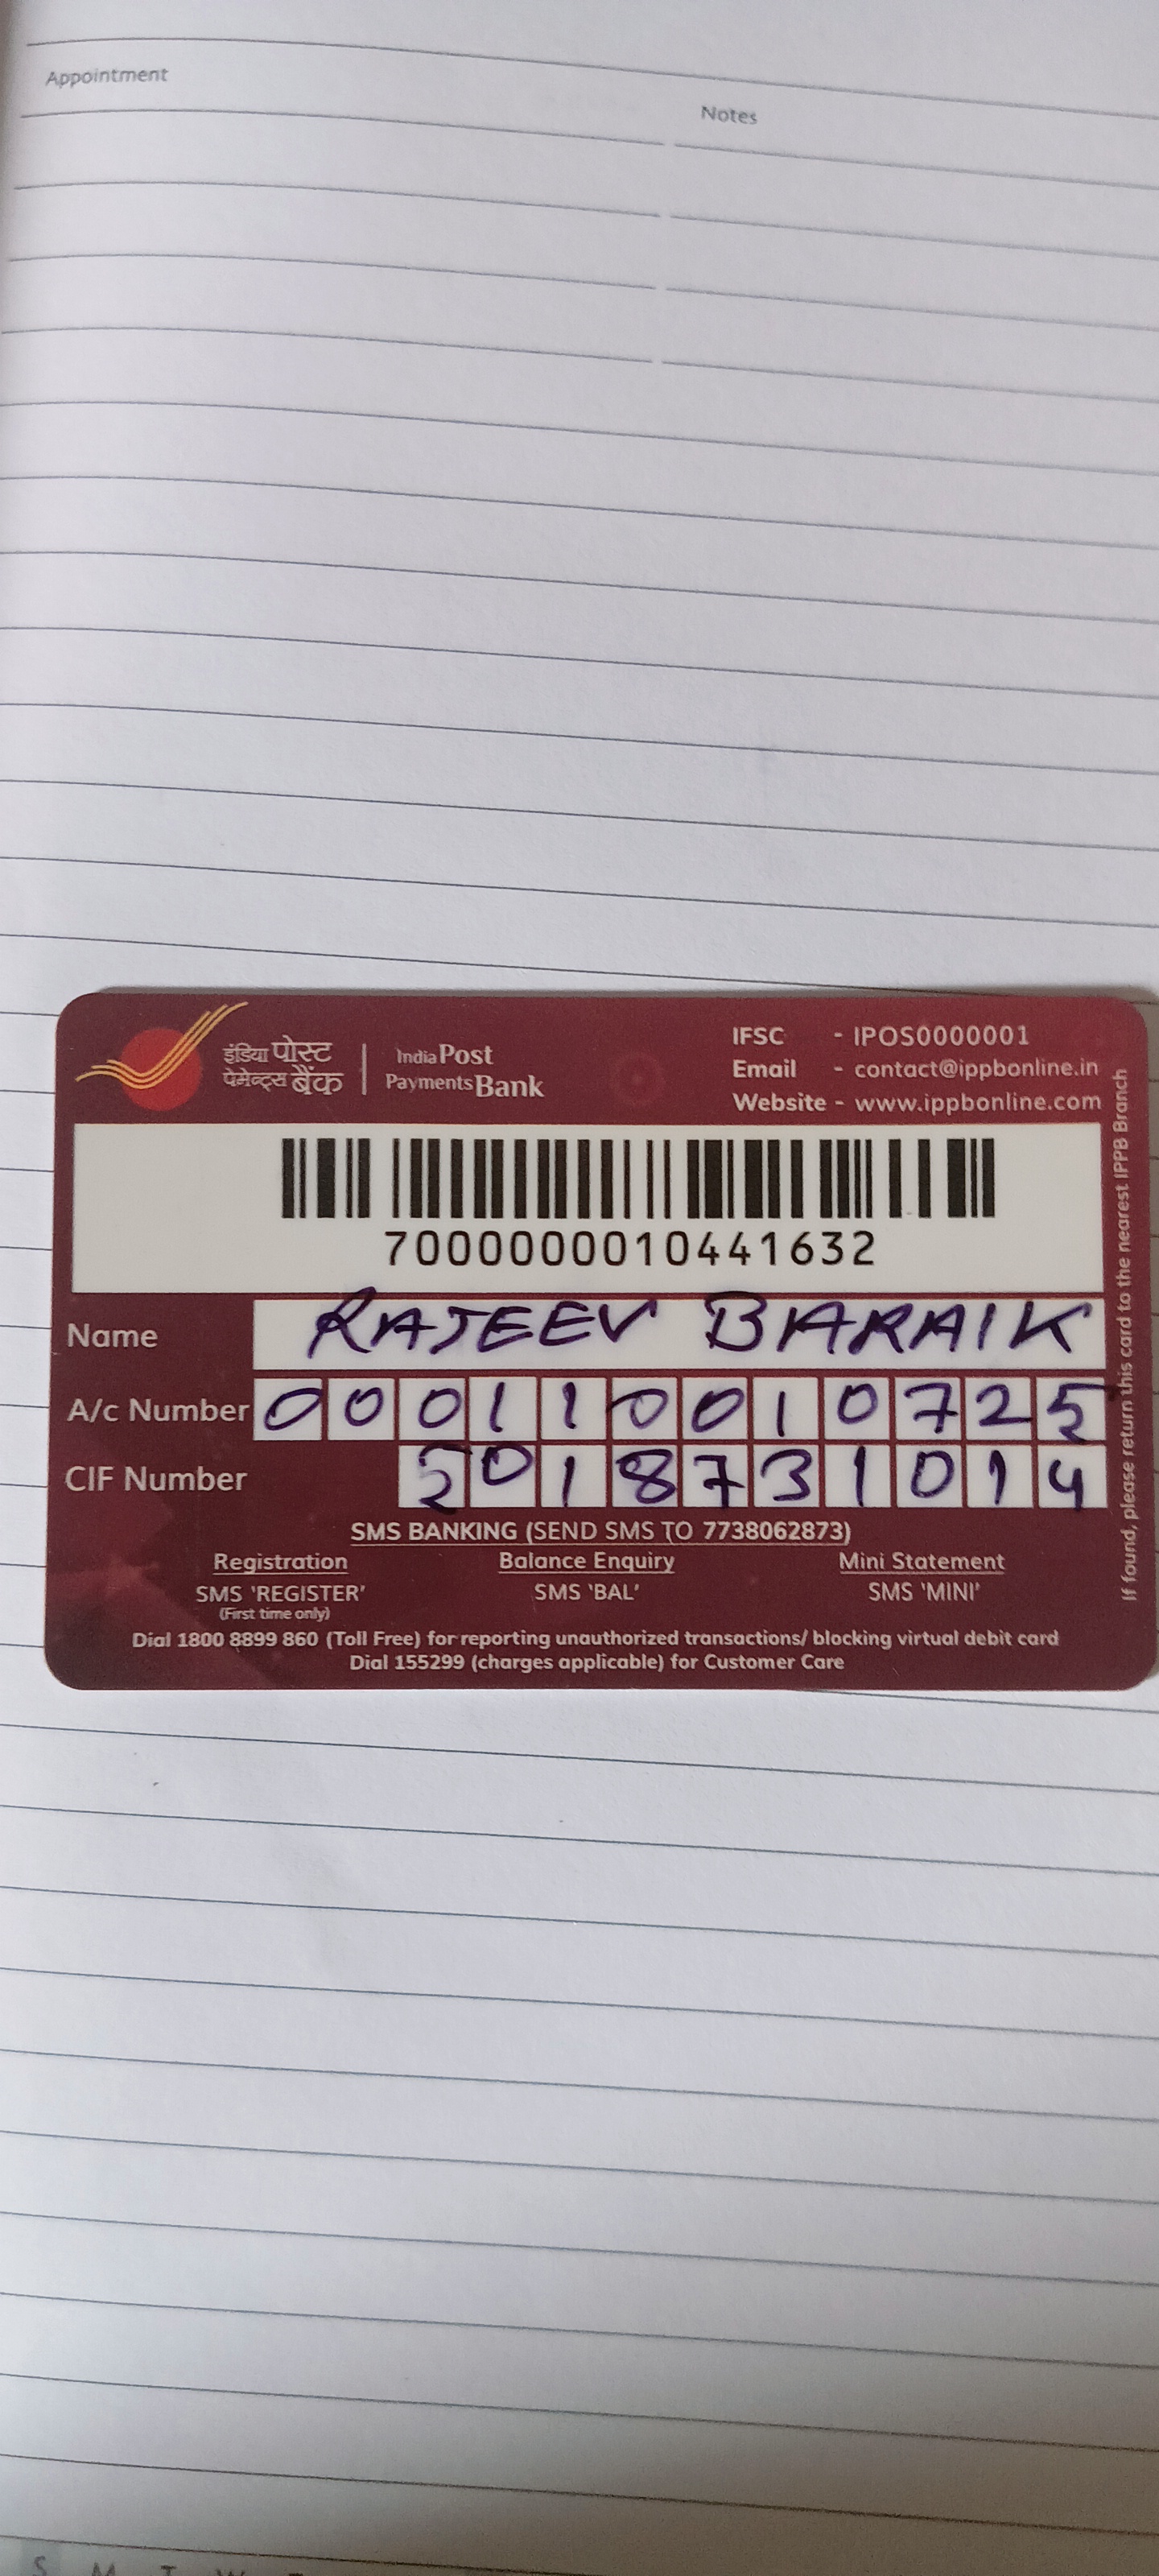 Appointment
Notes
इंडिया पोस्ट
पेमेन्ट्स बैंक
India Post
Payments Bank
IFSC - IPOS0000001
Email - contact@ippbonline.in
Website - www.ippbonline.com
7000000010441632
Name RAJEEV BARAIK
A/c Number 000110010725
CIF Number 2018731014
SMS BANKING (SEND SMS TO 7738062873)
Registration Balance Enquiry Mini Statement
SMS 'REGISTER' SMS 'BAL' SMS 'MINI'
(First time only)
Dial 1800 8899 860 (Toll Free) for reporting unauthorized transactions/ blocking virtual debit card
Dial 155299 (charges applicable) for Customer Care
If found, please return this card to the nearest IPPB Branch
S M T W